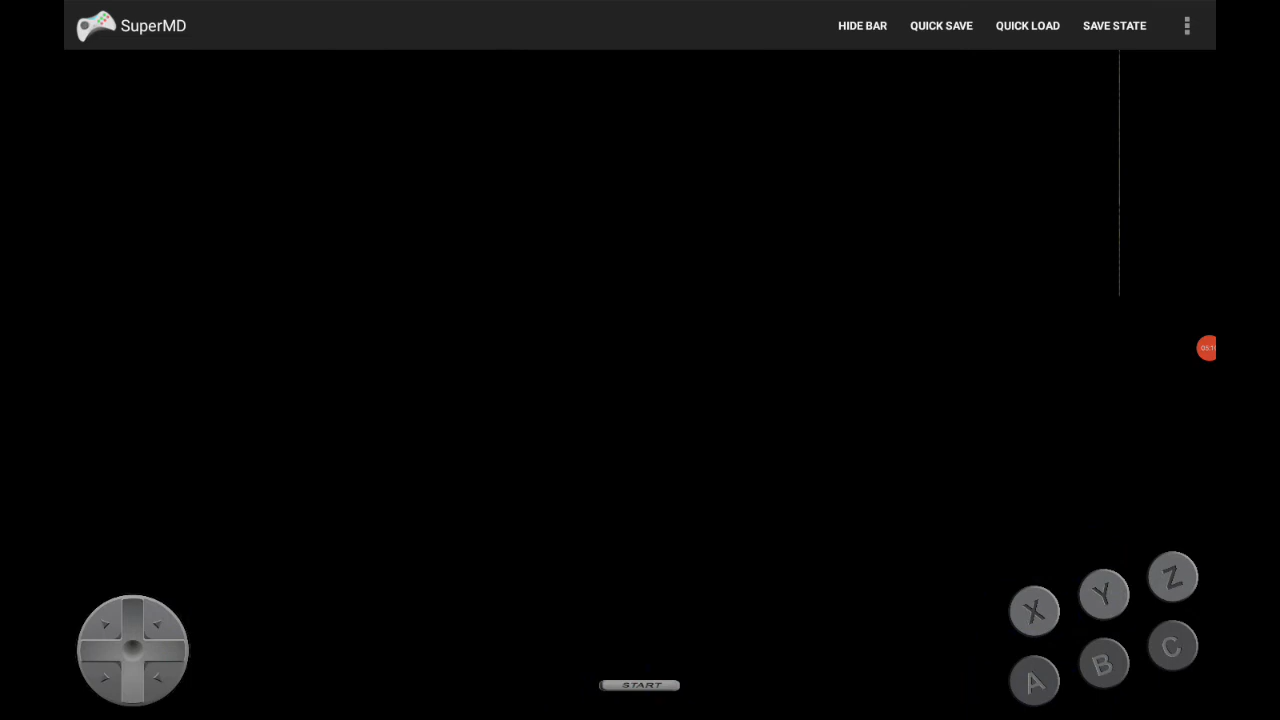 SuperMD HIDE BAR QUICK SAVE QUICK LOAD SAVE STATE
X Y Z
A B C
START